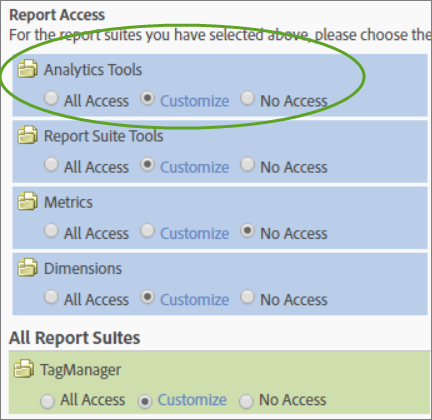 Report Access
For the report suites you have selected above, please choose the
Analytics Tools
All Access Customize No Access
Report Suite Tools
All Access Customize No Access
Metrics
All Access Customize No Access
Dimensions
All Access Customize No Access
All Report Suites
TagManager
All Access Customize No Access